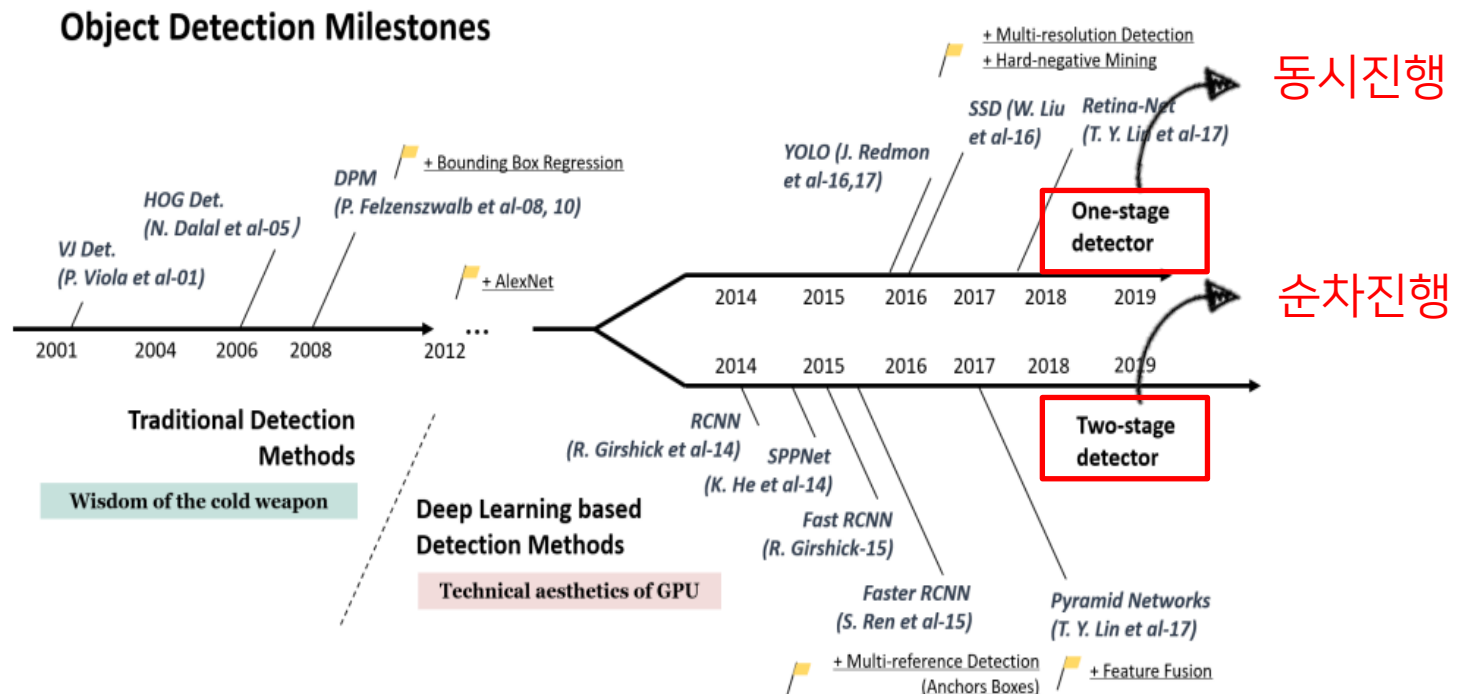 Object Detection Milestones
+ Multi-resolution Detection
+ Hard-negative Mining
동시진행
SSD (W. Liu
et al-16)
Retina-Net
(T. Y. Lin et al-17)
YOLO (J. Redmon
et al-16,17)
+ Bounding Box Regression
DPM
(P. Felzenszwalb et al-08, 10)
HOG Det.
(N. Dalal et al-05)
VJ Det.
(P. Viola et al-01)
One-stage
detector
+ AlexNet
...
2014 2015 2016 2017 2018 2019
순차진행
2001 2004 2006 2008 2012
2014 2015 2016 2017 2018 2019
Traditional Detection
Methods
Wisdom of the cold weapon
Deep Learning based
Detection Methods
Technical aesthetics of GPU
RCNN
(R. Girshick et al-14)
SPPNet
(K. He et al-14)
Fast RCNN
(R. Girshick-15)
Faster RCNN
(S. Ren et al-15)
Pyramid Networks
(T. Y. Lin et al-17)
Two-stage
detector
+ Multi-reference Detection
(Anchors Boxes)
+ Feature Fusion